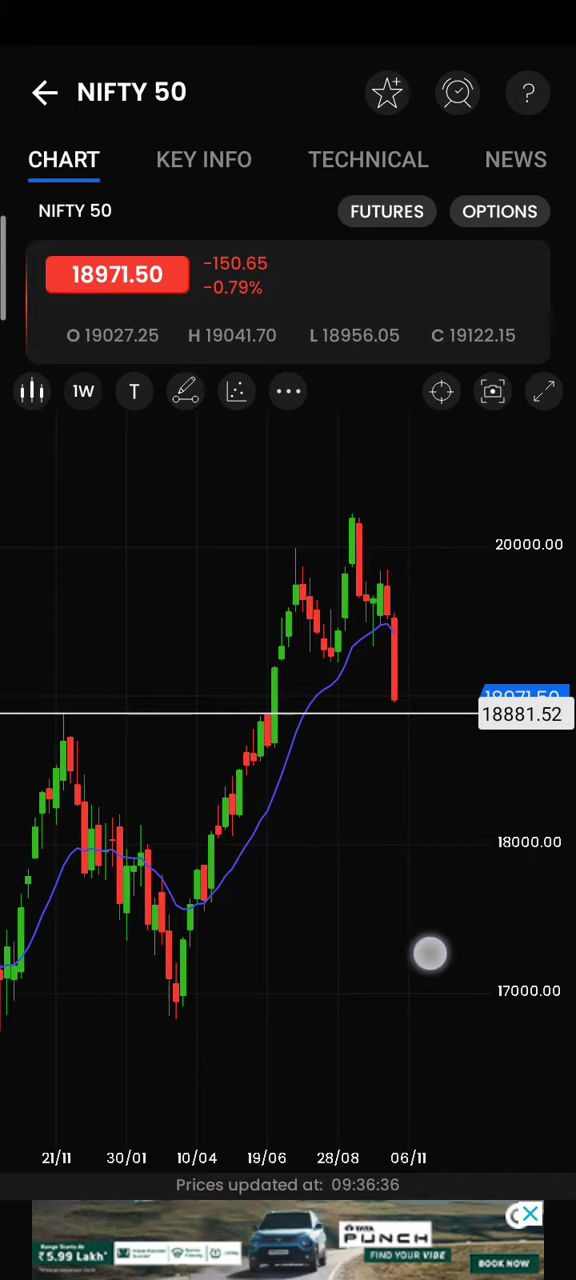 NIFTY 50
?
CHART KEY INFO TECHNICAL NEWS
NIFTY 50 FUTURES OPTIONS
18971.50 -150.65
-0.79%
O 19027.25 H 19041.70 L 18956.05 C 19122.15
1W T
20000.00
18971.50
18881.52
18000.00
17000.00
21/11 30/01 10/04 19/06 28/08 06/11
Prices updated at: 09:36:36
TATA
PUNCH
₹ 5.99 Lakh*
FIND YOUR VIBE
BOOK NOW